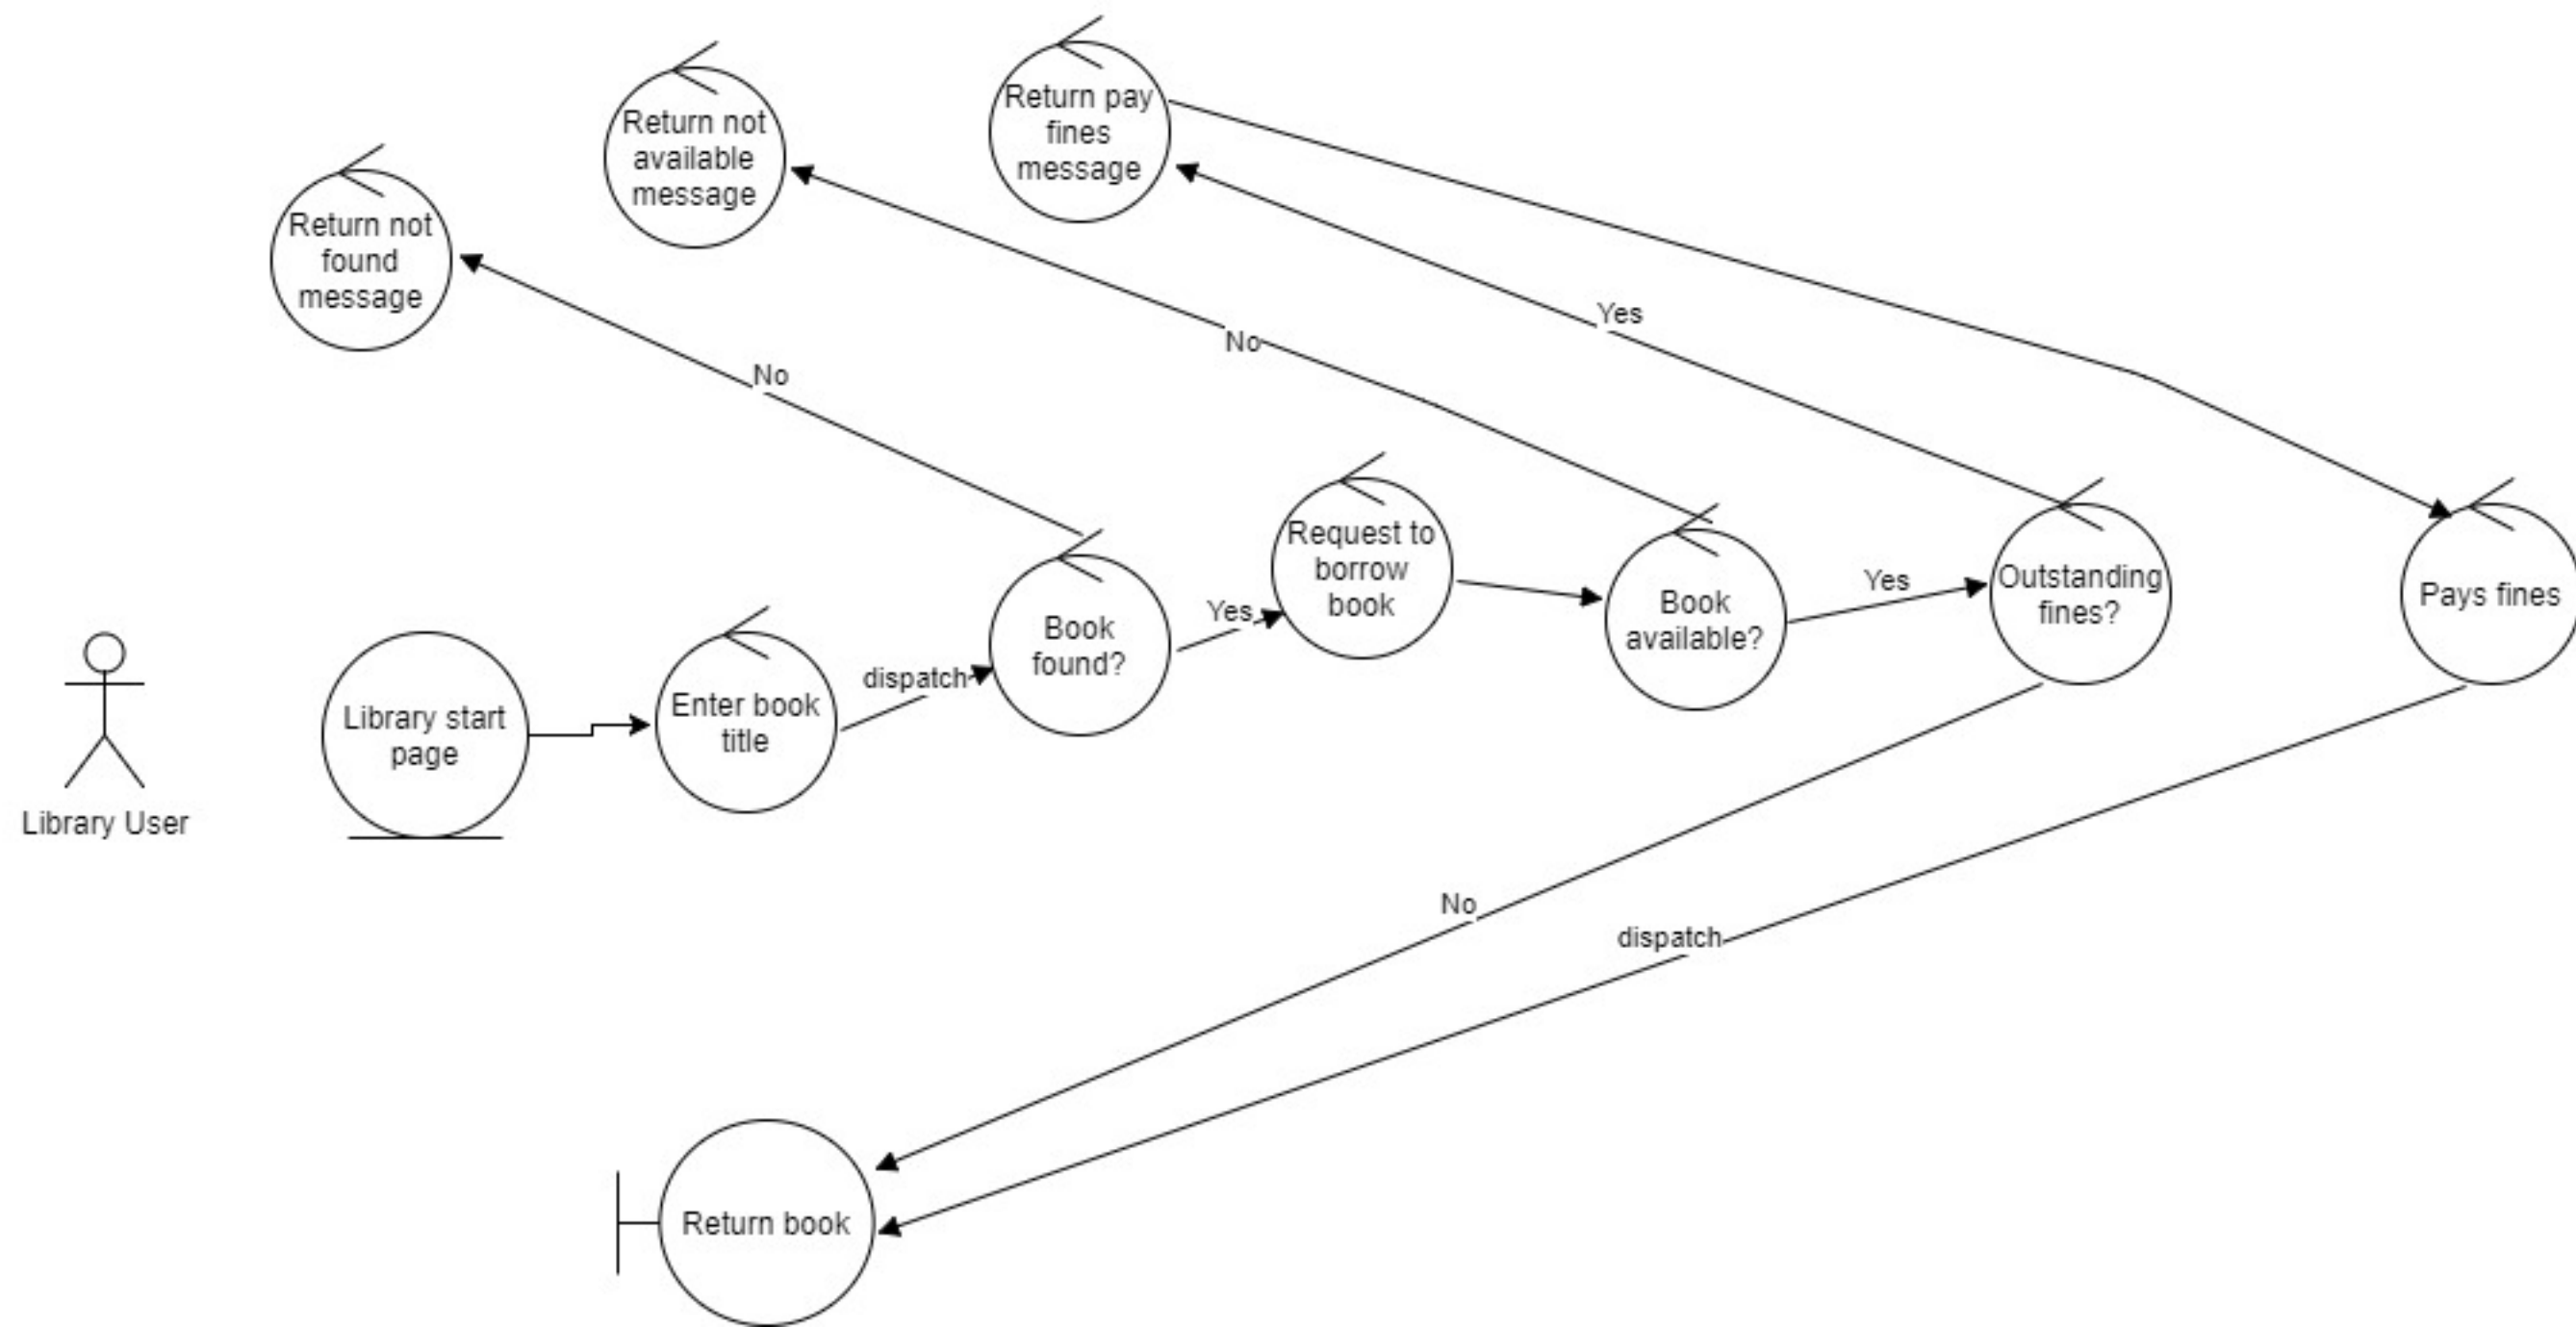 Return pay
fines
message
Return not
available
message
Return not
found
message
Yes
No
No
Request to
borrow
book
Book
available?
Yes
Outstanding
fines?
Pays fines
Book
found?
Yes
dispatch
Enter book
title
Library start
page
Library User
No
dispatch
Return book